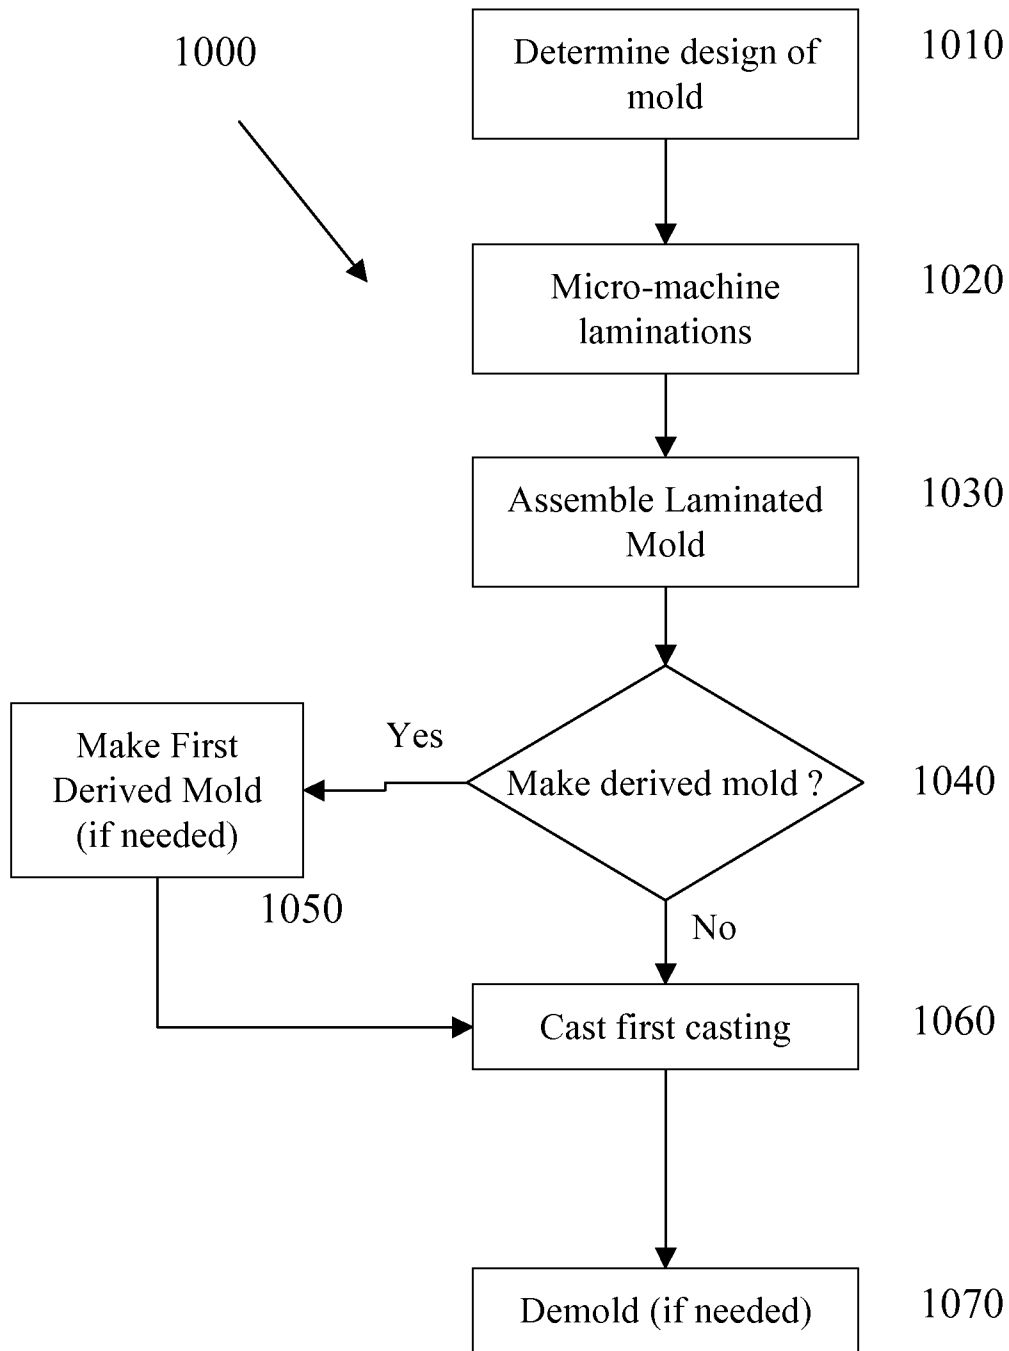 1000
Determine design of
mold
1010
Micro-machine
laminations
1020
Assemble Laminated
Mold
1030
Make derived mold ?
1040
Yes
Make First
Derived Mold
(if needed)
1050
No
Cast first casting
1060
Demold (if needed)
1070